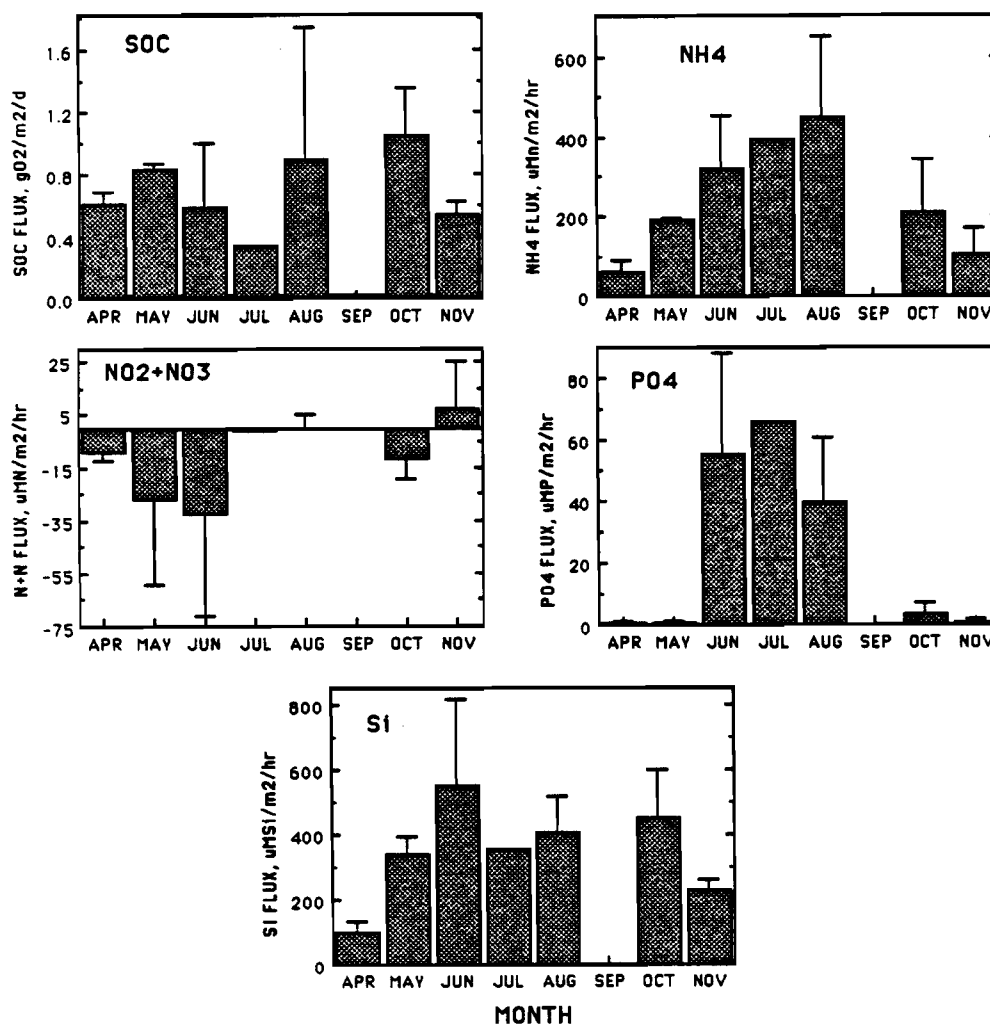 SOC
SOC FLUX, gO2/m2/d
1.6
1.2
0.8
0.4
0.0
APR MAY JUN JUL AUG SEP OCT NOV
NH4
NH4 FLUX, uMn/m2/hr
600
400
200
0
APR MAY JUN JUL AUG SEP OCT NOV
NO2+NO3
N+N FLUX, uMN/m2/hr
25
5
-15
-35
-55
-75
APR MAY JUN JUL AUG SEP OCT NOV
PO4
PO4 FLUX, uMP/m2/hr
80
60
40
20
0
APR MAY JUN JUL AUG SEP OCT NOV
Si
SI FLUX, uMSi/m2/hr
800
600
400
200
0
APR MAY JUN JUL AUG SEP OCT NOV
MONTH